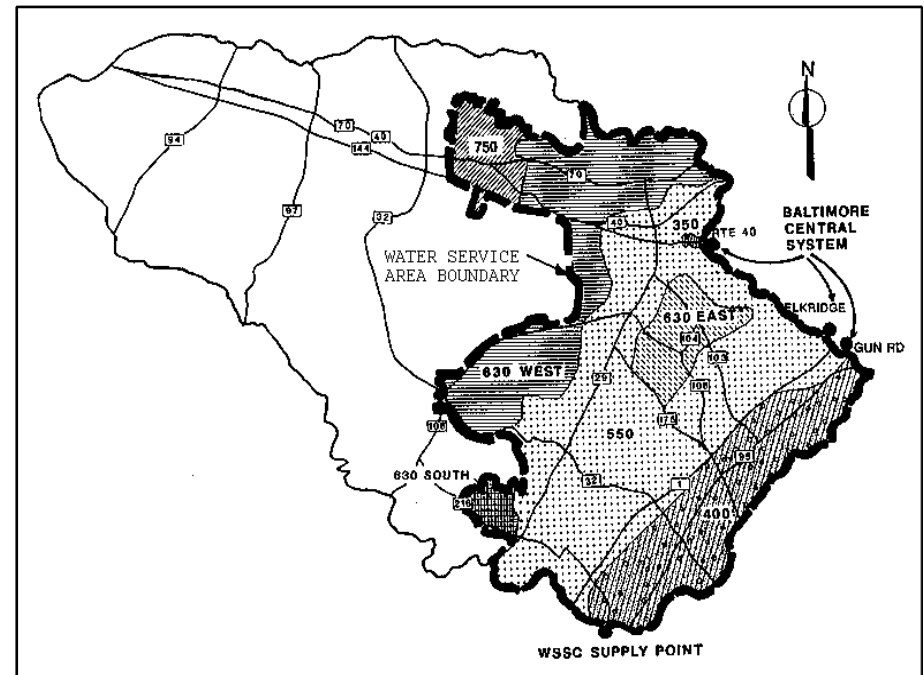 N
94
70
40
144
750
70
97
32
40
350
RTE 40
BALTIMORE
CENTRAL
SYSTEM
WATER SERVICE
AREA BOUNDARY
ELKRIDGE
630 EAST
104
GUN RD
103
630 WEST
29
108
108
175
550
95
630 SOUTH
32
1
216
400
WSSC SUPPLY POINT